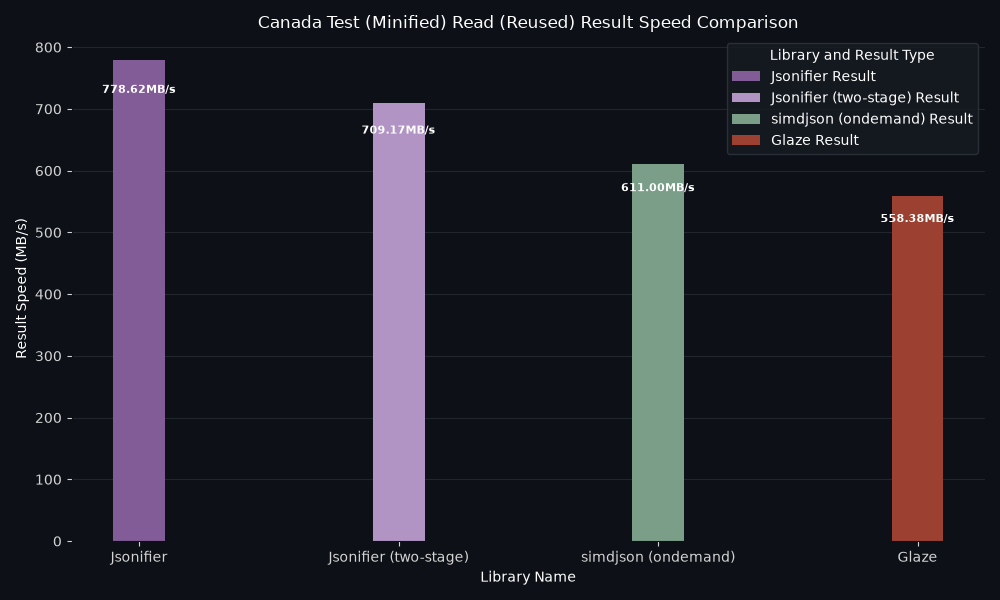 Canada Test (Minified) Read (Reused) Result Speed Comparison
Library and Result Type
Jsonifier Result
Jsonifier (two-stage) Result
simdjson (ondemand) Result
Glaze Result
Result Speed (MB/s)
800
700
600
500
400
300
200
100
0
778.62MB/s
709.17MB/s
611.00MB/s
558.38MB/s
Jsonifier
Jsonifier (two-stage)
simdjson (ondemand)
Glaze
Library Name